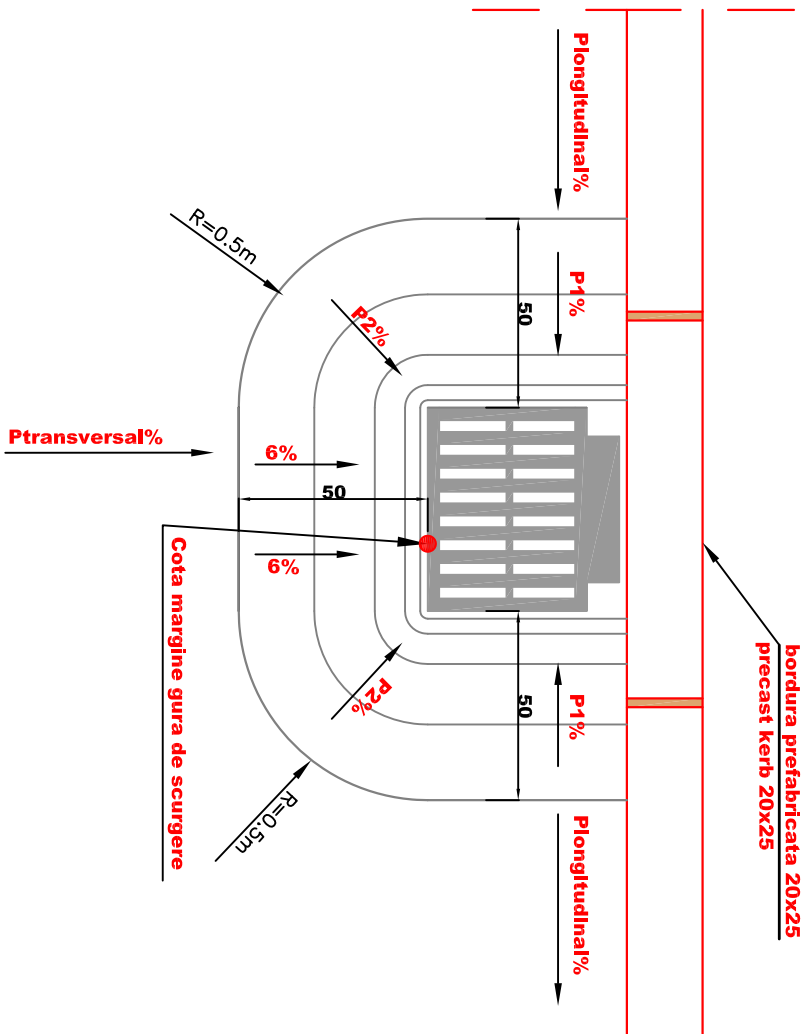 Plongitudinal%
R=0.5m
P1%
50
P2%
Ptransversal%
6%
50
6%
Cota margine gura de scurgere
bordura prefabricata 20x25
precast kerb 20x25
P2%
50
P1%
R=0.5m
Plongitudinal%